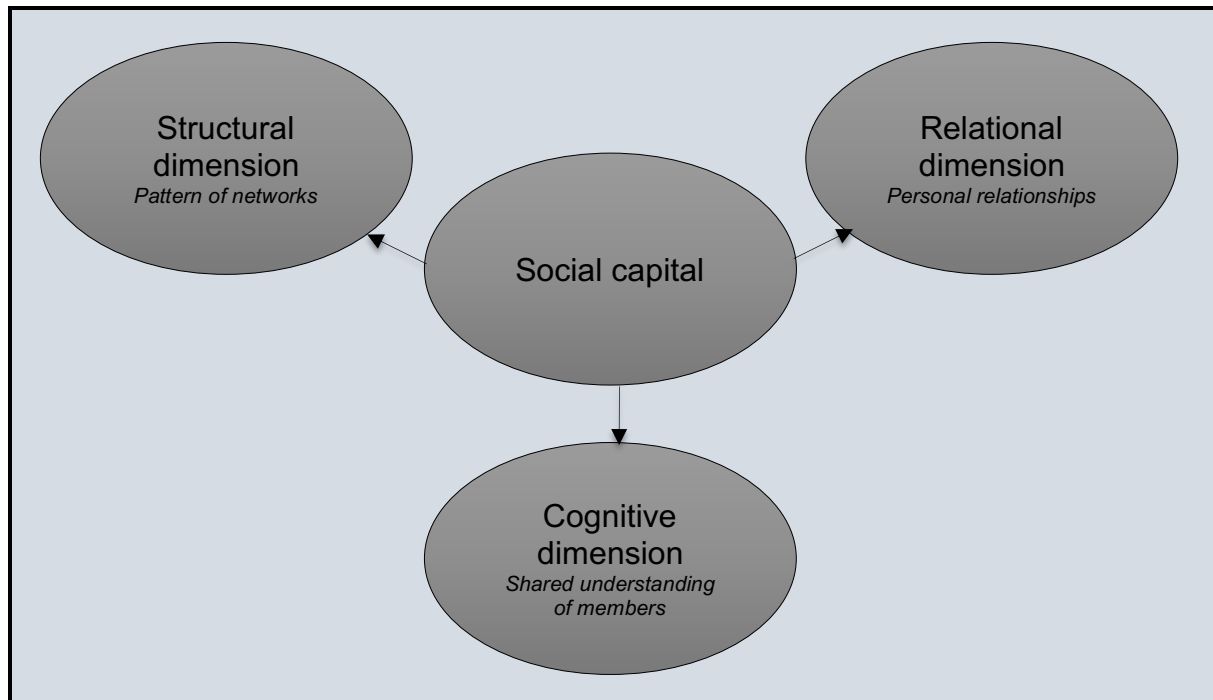 Structural
dimension
Pattern of networks
Relational
dimension
Personal relationships
Social capital
Cognitive
dimension
Shared understanding
of members